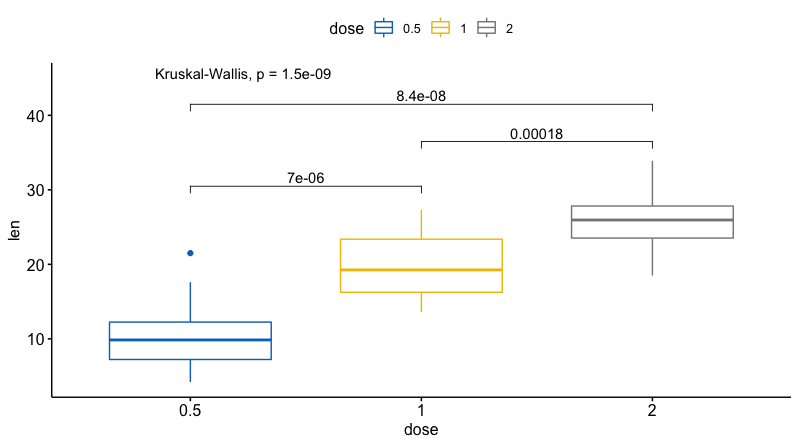 dose 0.5 1 2
Kruskal-Wallis, p = 1.5e-09
8.4e-08
0.00018
7e-06
len
40
30
20
10
0.5 1 2
dose